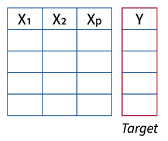 X₁ X₂ Xₚ Y
Target